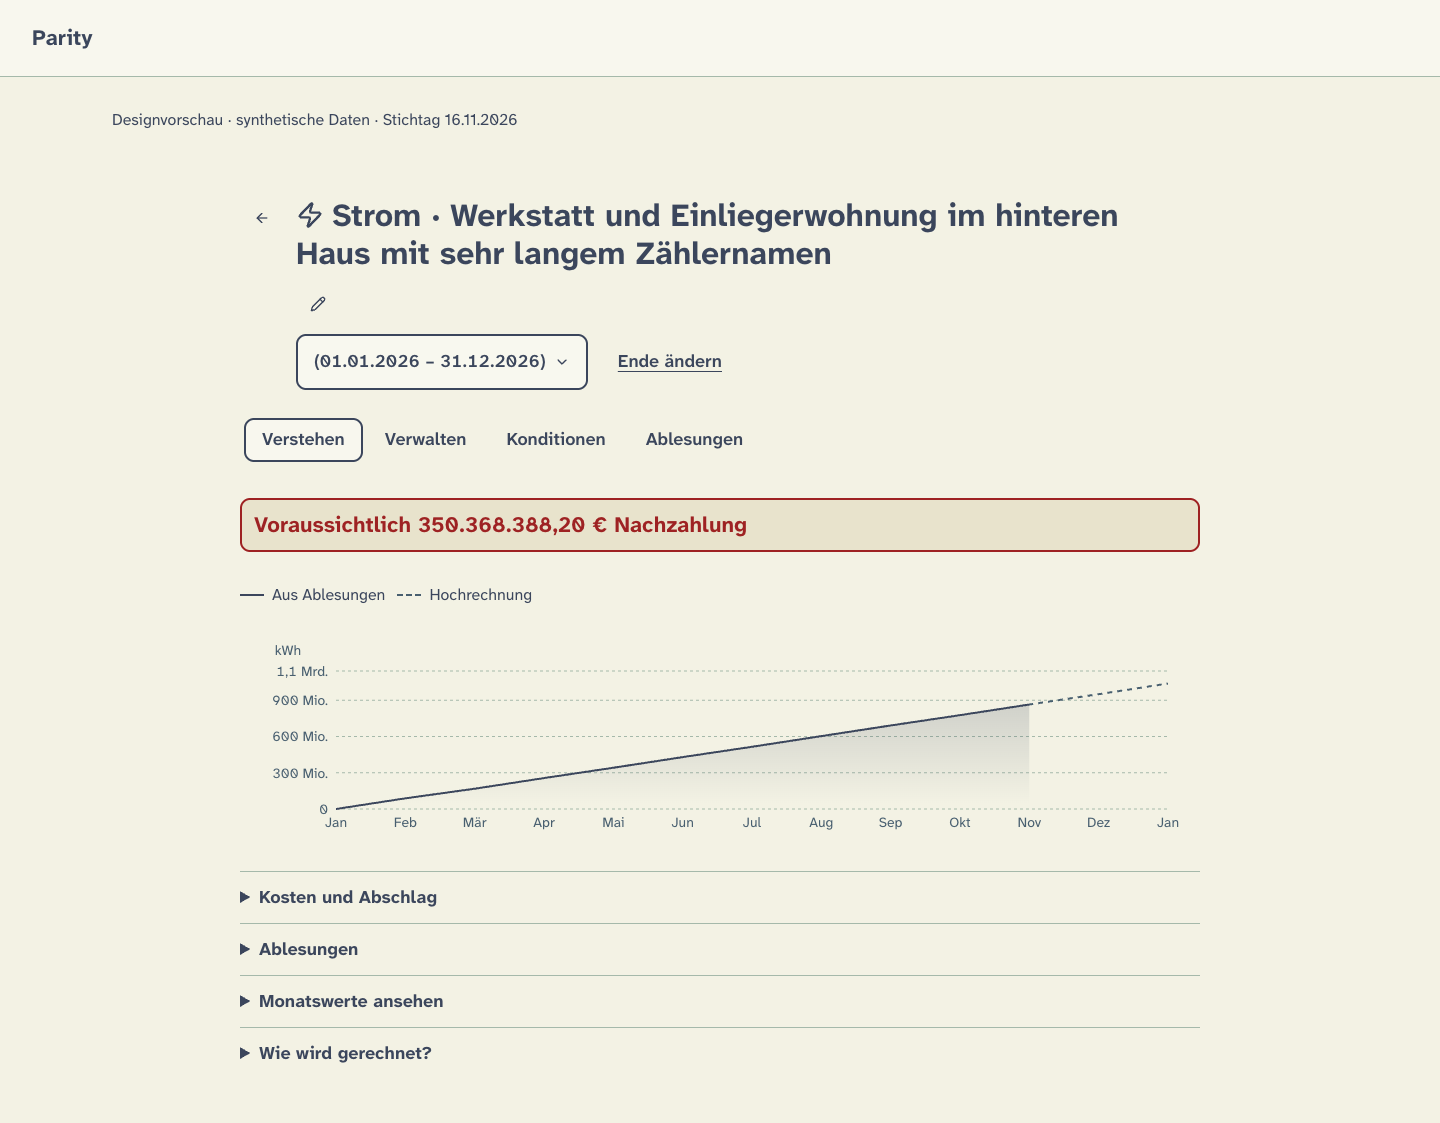 Parity
Designvorschau · synthetische Daten · Stichtag 16.11.2026
Strom · Werkstatt und Einliegerwohnung im hinteren
Haus mit sehr langem Zählernamen
(01.01.2026 – 31.12.2026)
Ende ändern
Verstehen
Verwalten
Konditionen
Ablesungen
Voraussichtlich 350.368.388,20 € Nachzahlung
Aus Ablesungen
Hochrechnung
kWh
1,1 Mrd.
900 Mio.
600 Mio.
300 Mio.
0
Jan Feb Mär Apr Mai Jun Jul Aug Sep Okt Nov Dez Jan
Kosten und Abschlag
Ablesungen
Monatswerte ansehen
Wie wird gerechnet?